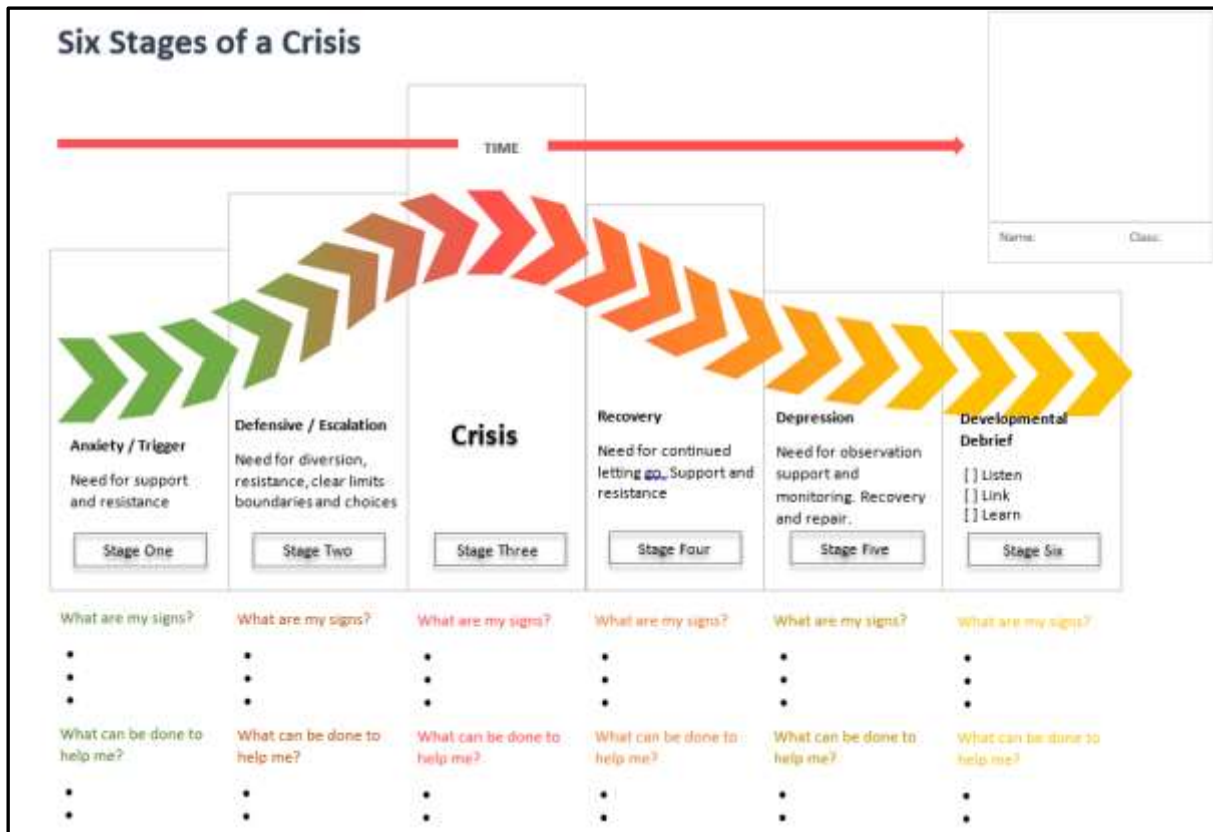 Six Stages of a Crisis
TIME
Name:
Class:
Anxiety / Trigger
Need for support
and resistance
Stage One
Defensive / Escalation
Need for diversion,
resistance, clear limits
boundaries and choices
Stage Two
Crisis
Stage Three
Recovery
Need for continued
letting go.. Support and
resistance
Stage Four
Depression
Need for observation
support and
monitoring. Recovery
and repair.
Stage Five
Developmental
Debrief
[ ] Listen
[ ] Link
[ ] Learn
Stage Six
What are my signs?
What are my signs?
What are my signs?
What are my signs?
What are my signs?
What are my signs?
What can be done to
help me?
What can be done to
help me?
What can be done to
help me?
What can be done to
help me?
What can be done to
help me?
What can be done to
help me?